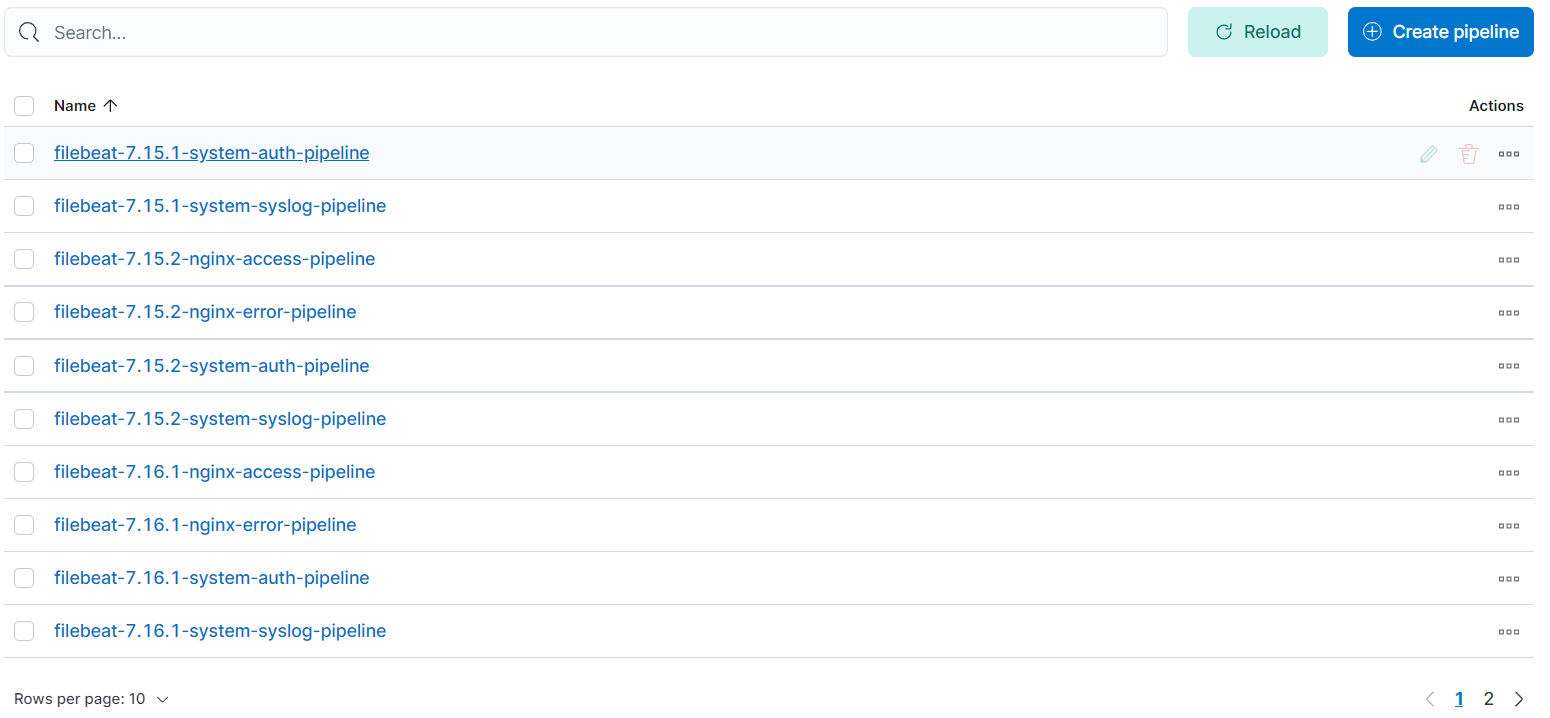 Search...
Reload
Create pipeline
Name
Actions
filebeat-7.15.1-system-auth-pipeline
filebeat-7.15.1-system-syslog-pipeline
filebeat-7.15.2-nginx-access-pipeline
filebeat-7.15.2-nginx-error-pipeline
filebeat-7.15.2-system-auth-pipeline
filebeat-7.15.2-system-syslog-pipeline
filebeat-7.16.1-nginx-access-pipeline
filebeat-7.16.1-nginx-error-pipeline
filebeat-7.16.1-system-auth-pipeline
filebeat-7.16.1-system-syslog-pipeline
Rows per page: 10
1 2